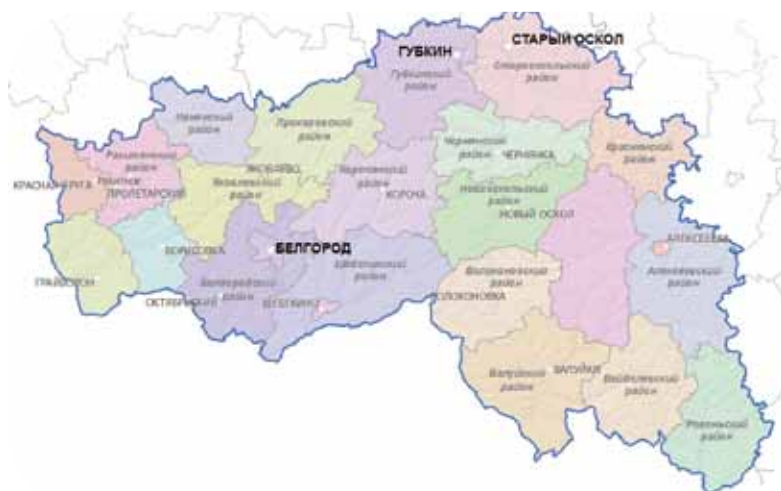 ГУБКИН
СТАРЫЙ ОСКОЛ
Старооскольский
район
Губкинский
район
Ивнянский
район
Прохоровский
район
Чернянский
район
ЧЕРНЯНКА
Красненский
район
Ракитянский
район
КРАСНАЯ ЯРУГА
Ракитное
ПРОЛЕТАРСКИЙ
ЯКОВЛЕВО
Яковлевский
район
Корочанский
район
КОРОЧА
Новооскольский
район
НОВЫЙ ОСКОЛ
АЛЕКСЕЕВКА
Алексеевский
район
БОРИСОВКА
БЕЛГОРОД
Шебекинский
район
ГРАЙВОРОН
Белгородский
район
ОКТЯБРЬСКИЙ
ШЕБЕКИНО
Волоконовский
район
ВОЛОКОНОВКА
Валуйский
район
ВАЛУЙКИ
Вейделевский
район
Ровеньский
район